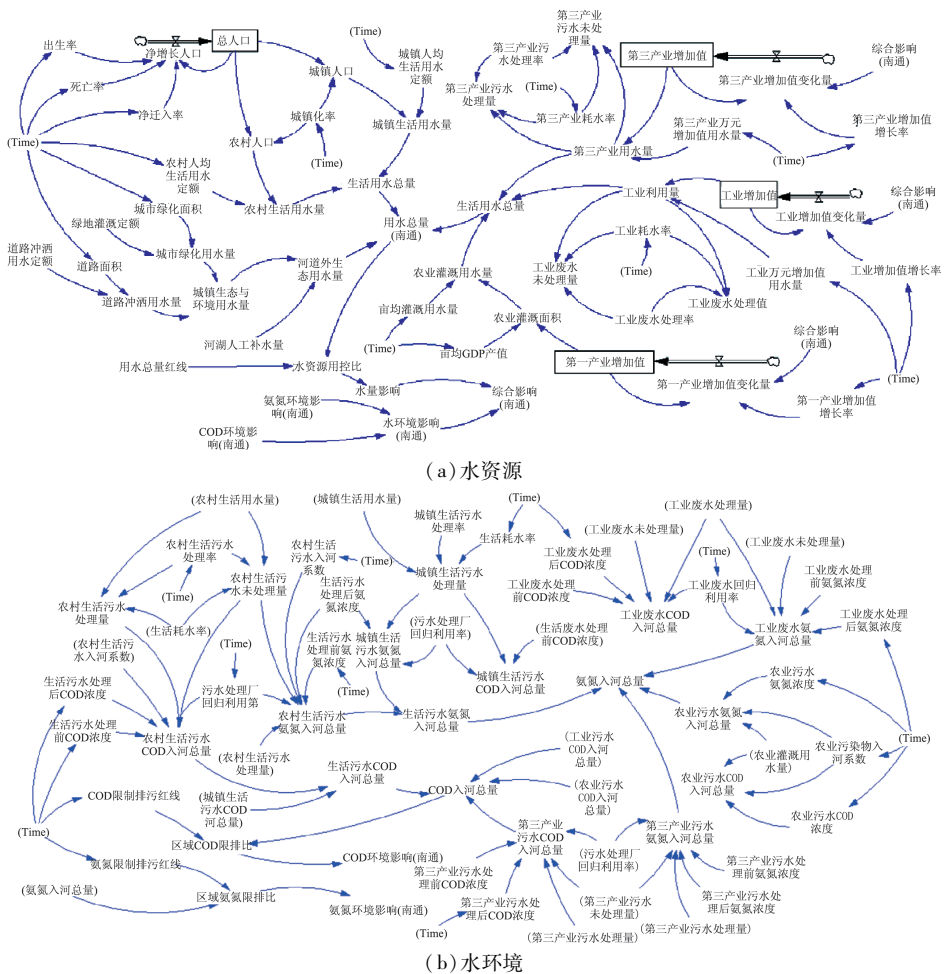 出生率
净增长人口
总人口
(Time)
城镇人均
生活用水
定额
死亡率
城镇人口
净迁入率
(Time)
城镇化率
农村人口
(Time)
城镇生活用水量
农村人均
生活用水
定额
生活用水总量
城市绿化面积
农村生活用水量
绿地灌溉定额
用水总量
(南通)
道路冲洒
用水定额
道路面积
城市绿化用水量
河道外生
态用水量
道路冲洒用水量
城镇生态与
环境用水量
河湖人工补水量
用水总量红线
水资源用控比
水量影响
综合影响
(南通)
氨氮环境影
响(南通)
水环境影响
(南通)
COD环境影
响(南通)
第三产业
污水未处
理量
第三产业污
水处理率
第三产业污水
处理量
(Time)
第三产业耗水率
第三产业用水量
第三产业增加值
第三产业增加值变化量
综合影响
(南通)
第三产业万元
增加值用水量
第三产业增加值
增长率
(Time)
生活用水总量
工业利用量
工业增加值
工业增加值变化量
综合影响
(南通)
工业耗水率
工业废水
未处理量
(Time)
工业废水处理值
工业废水处理率
工业万元增加值
用水量
工业增加值增长率
农业灌溉用水量
亩均灌溉用水量
农业灌溉面积
(Time)
亩均GDP产值
第一产业增加值
第一产业增加值变化量
综合影响
(南通)
(Time)
第一产业增加值
增长率
(a)水资源
(农村生活用水量)
(城镇生活用水量)
(Time)
(工业废水处理量)
农村生活污水
处理率
农村生活
污水入河
系数
(Time)
城镇生活污水
处理率
生活耗水率
(工业废水未处理量)
(Time)
(工业废水未处理量)
农村生活污
水未处理量
(Time)
生活污水
处理后氨
氮浓度
城镇生活污水
处理量
工业废水处理
后COD浓度
工业废水处理
前COD浓度
工业废水回归
利用率
工业废水处理
前氨氮浓度
农村生活污水
处理量
(生活耗水率)
工业废水COD
入河总量
工业废水氨
氮入河总量
工业废水处理
后氨氮浓度
(农村生活污
水入河系数)
(Time)
生活污水
处理前氨
氮浓度
城镇生活
污水氨氮
入河总量
(污水处理厂
回归利用率)
(生活废水处理
前COD浓度)
生活污水处理
后COD浓度
污水处理厂
回归利用第
(Time)
城镇生活污水
COD入河总量
氨氮入河总量
农业污水
氨氮浓度
生活污水处理
前COD浓度
农村生活污水
COD入河总量
农村生活污水
氨氮入河总量
生活污水氨氮
入河总量
农业污水氨氮
入河总量
(Time)
(农村生活污
水处理量)
(工业污水
COD入河
总量)
(农业灌溉用
水量)
农业污染物入
河系数
生活污水COD
入河总量
COD入河总量
(农业污水
COD入河
总量)
农业污水COD
入河总量
COD限制排污红线
(城镇生活
污水COD
河总量)
农业污水COD
浓度
(Time)
区域COD限排比
第三产业
污水COD
入河总量
第三产业污水
氨氮入河总量
氨氮限制排污红线
COD环境影响(南通)
(污水处理厂
回归利用率)
第三产业污水处
理前COD浓度
第三产业污水处
理前氨氮浓度
(氨氮入河总量)
区域氨氮限排比
氨氮环境影响(南通)
第三产业污水处
理后COD浓度
(第三产业污水
未处理量)
第三产业污水处
理后氨氮浓度
(Time)
(第三产业污水处理量)
(第三产业污水处理量)
(b)水环境